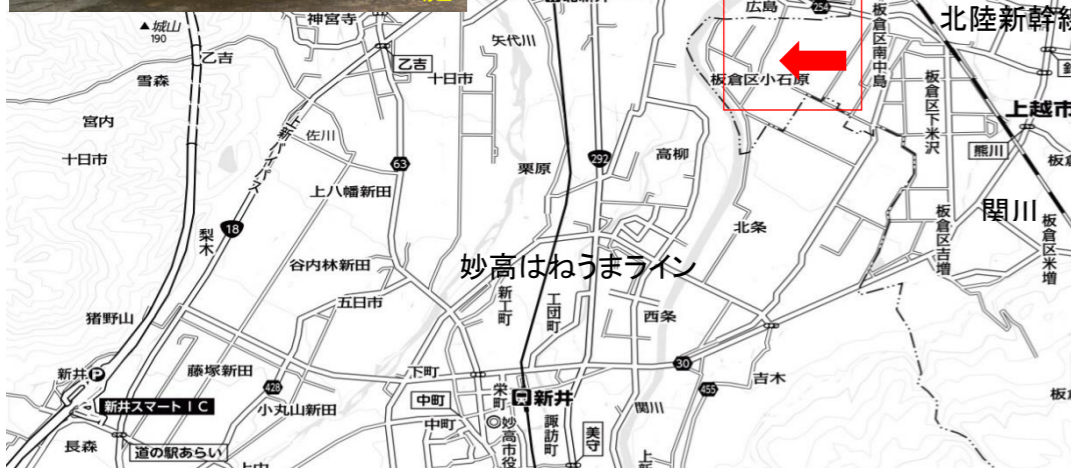 広島
254
北陸新幹線
▲城山
190
神宮寺
矢代川
乙吉
乙吉
十日市
雪森
板倉区南中島
板倉区小石原
板倉区下米沢
上越市
宮内
佐川
上新バイパス
十日市
63
栗原
292
高柳
熊川
上八幡新田
18
梨木
北条
関川
板倉区吉増
板倉区米増
谷内林新田
妙高はねうまライン
新工町
工団町
五日市
西条
猪野山
新井
P
藤塚新田
428
下町
30
455
吉木
新井スマートIC
小丸山新田
中町
中町
栄町
新井
関川
長森
道の駅あらい
妙高市役
諏訪町
美守